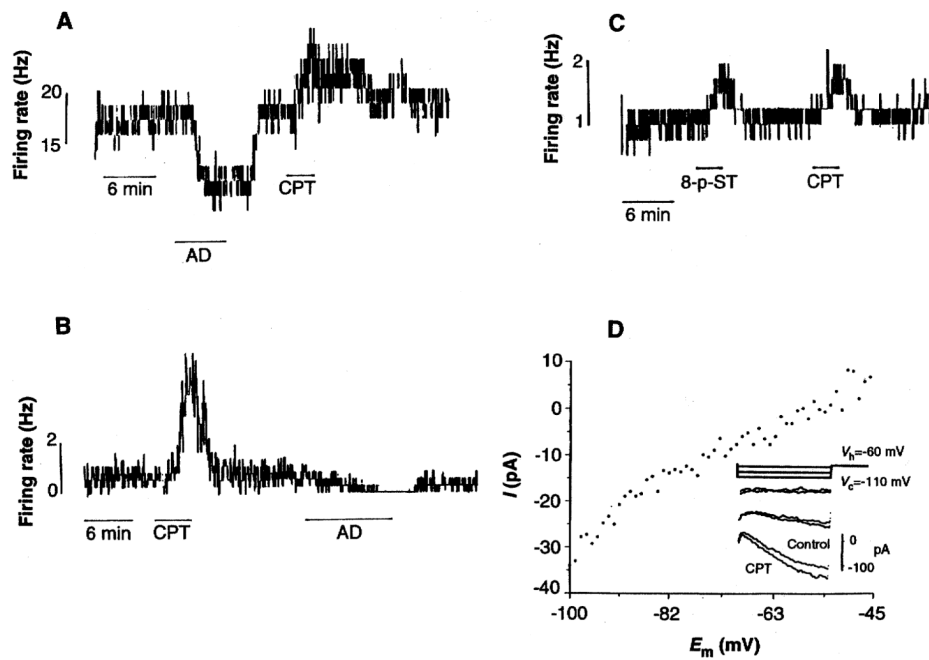 A
Firing rate (Hz)
20
15
6 min
CPT
AD
C
Firing rate (Hz)
2
1
8-p-ST
CPT
6 min
B
Firing rate (Hz)
2
0
6 min
CPT
AD
D
I (pA)
10
0
-10
-20
-30
-40
-100
-82
-63
-45
Em (mV)
Vh=-60 mV
Vc=-110 mV
Control
CPT
0
pA
-100